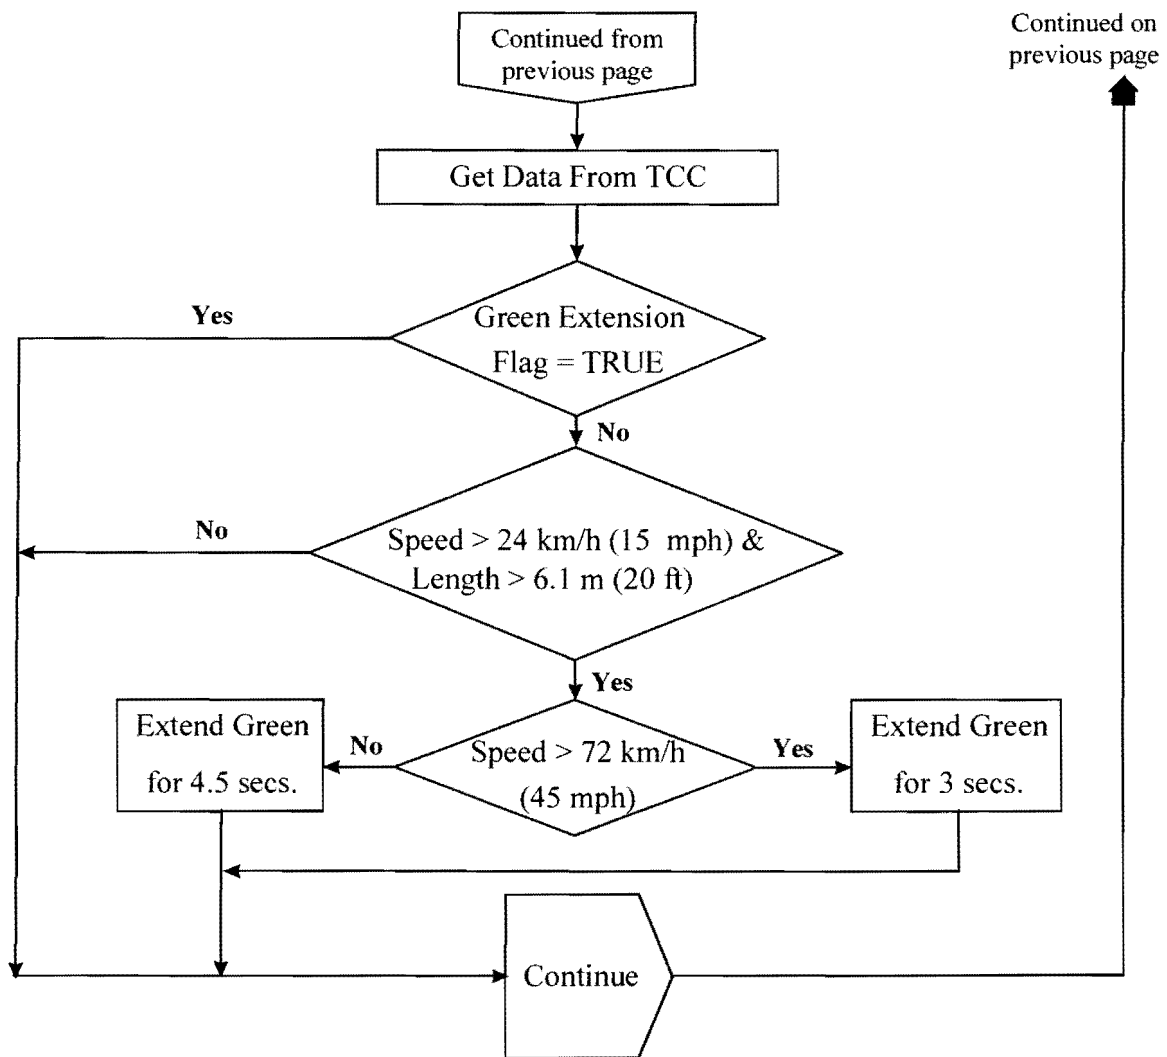 Continued from
previous page
Continued on
previous page
Get Data From TCC
Yes
Green Extension
Flag = TRUE
No
No
Speed > 24 km/h (15 mph) &
Length > 6.1 m (20 ft)
Yes
Extend Green
for 4.5 secs.
No
Speed > 72 km/h
(45 mph)
Yes
Extend Green
for 3 secs.
Continue